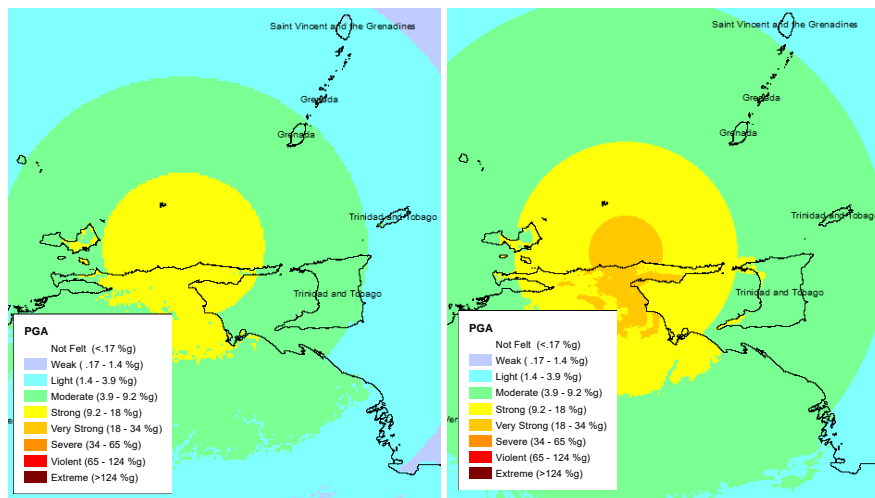 Saint Vincent and the Grenadines
Grenada
Grenada
Trinidad and Tobago
Trinidad and Tobago
PGA
Not Felt (<.17 %g)
Weak ( .17 - 1.4 %g)
Light (1.4 - 3.9 %g)
Moderate (3.9 - 9.2 %g)
Strong (9.2 - 18 %g)
Very Strong (18 - 34 %g)
Severe (34 - 65 %g)
Violent (65 - 124 %g)
Extreme (>124 %g)
Saint Vincent and the Grenadines
Grenada
Grenada
Trinidad and Tobago
Trinidad and Tobago
PGA
Not Felt (<.17 %g)
Weak ( .17 - 1.4 %g)
Light (1.4 - 3.9 %g)
Moderate (3.9 - 9.2 %g)
Strong (9.2 - 18 %g)
Very Strong (18 - 34 %g)
Severe (34 - 65 %g)
Violent (65 - 124 %g)
Extreme (>124 %g)